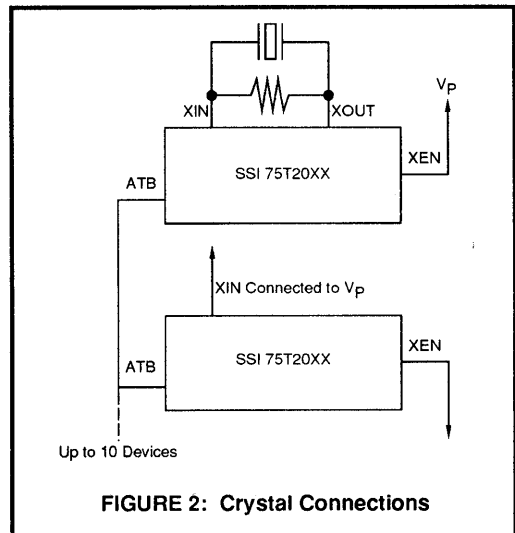 XIN
XOUT
VP
XEN
SSI 75T20XX
ATB
XIN Connected to VP
XEN
SSI 75T20XX
ATB
Up to 10 Devices
FIGURE 2: Crystal Connections